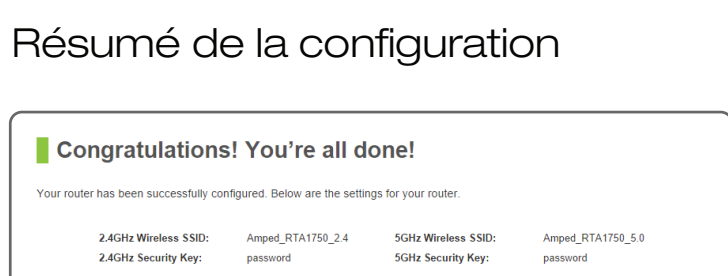 Résumé de la configuration
Congratulations! You're all done!
Your router has been successfully configured. Below are the settings for your router.
2.4GHz Wireless SSID: Amped_RTA1750_2.4 5GHz Wireless SSID: Amped_RTA1750_5.0
2.4GHz Security Key: password 5GHz Security Key: password